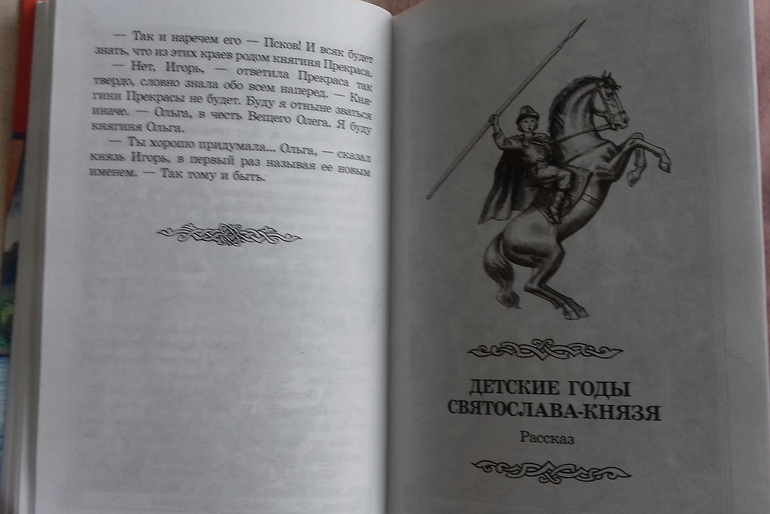 — Так и наречем его — Псков! И всяк будет
знать, что из этих краев родом княгиня Прекраса.
— Нет, Игорь, — ответила Прекраса так
твердо, словно знала обо всем наперед. — Кня-
гини Прекрасы не будет. Буду я отныне зваться
иначе. — Ольга, в честь Вещего Олега. Я буду
княгиня Ольга.
— Ты хорошо придумала... Ольга, — сказал
князь Игорь, в первый раз называя ее новым
именем. — Так тому и быть.
ДЕТСКИЕ ГОДЫ
СВЯТОСЛАВА-КНЯЗЯ
Рассказ